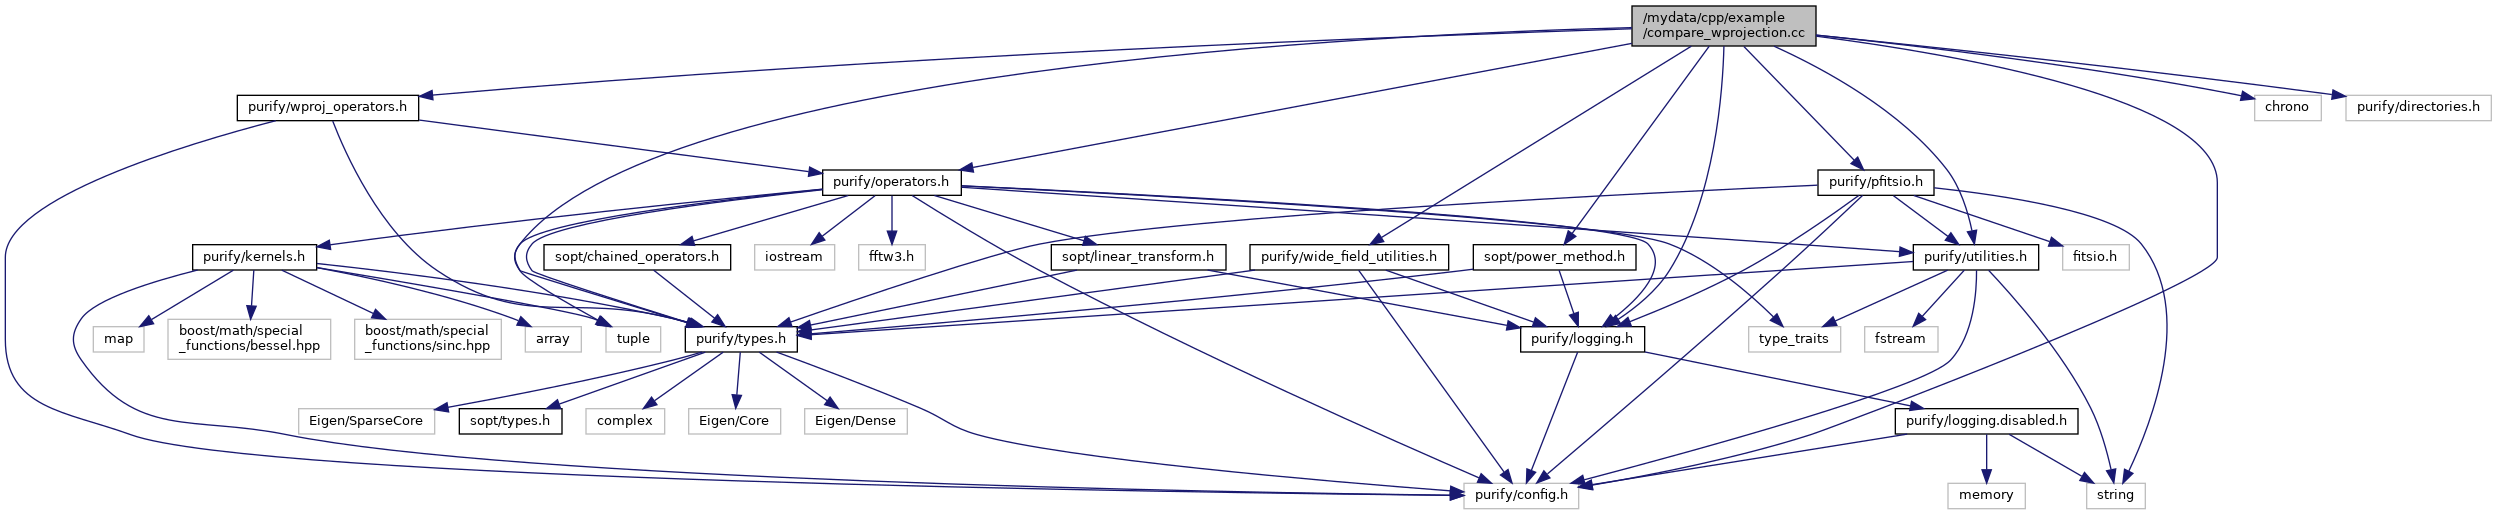 /mydata/cpp/example
/compare_wprojection.cc
purify/wproj_operators.h
chrono
purify/directories.h
purify/operators.h
purify/pfitsio.h
purify/kernels.h
sopt/chained_operators.h
iostream
fftw3.h
sopt/linear_transform.h
purify/wide_field_utilities.h
sopt/power_method.h
purify/utilities.h
fitsio.h
map
boost/math/special
_functions/bessel.hpp
boost/math/special
_functions/sinc.hpp
array
tuple
purify/types.h
purify/logging.h
type_traits
fstream
Eigen/SparseCore
sopt/types.h
complex
Eigen/Core
Eigen/Dense
purify/logging.disabled.h
purify/config.h
memory
string